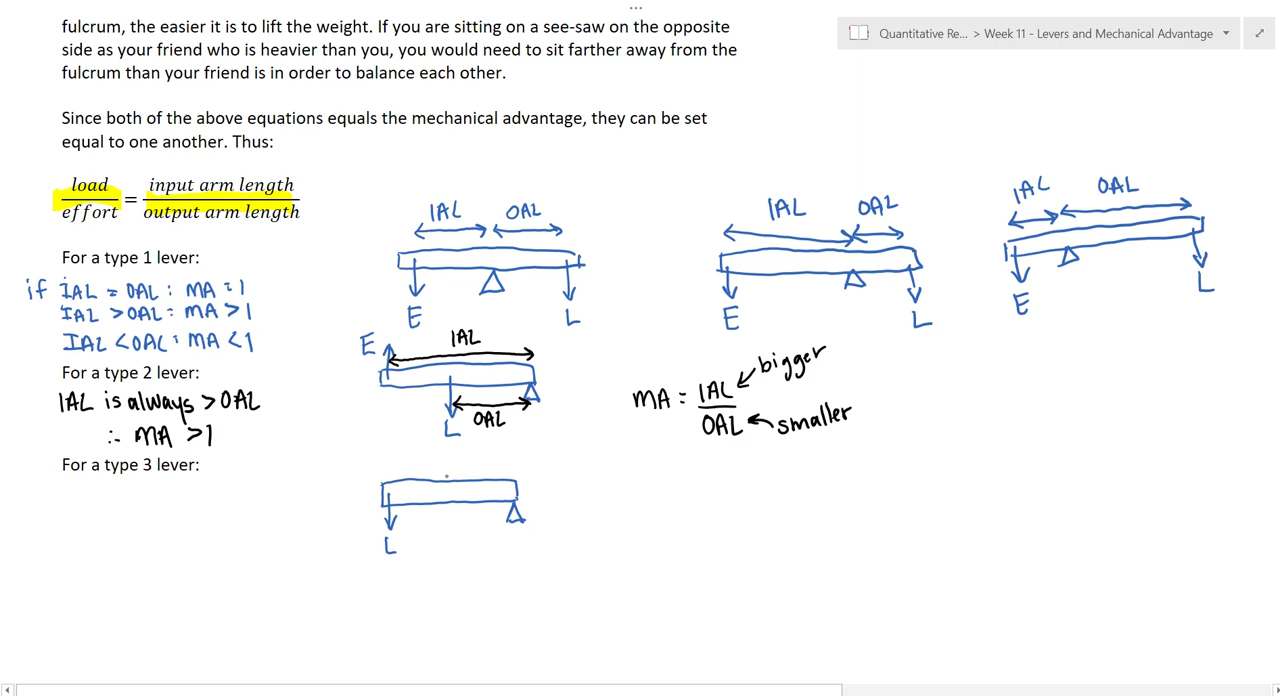 fulcrum, the easier it is to lift the weight. If you are sitting on a see-saw on the opposite
side as your friend who is heavier than you, you would need to sit farther away from the
fulcrum than your friend is in order to balance each other.
Quantitative Re... > Week 11 - Levers and Mechanical Advantage
Since both of the above equations equals the mechanical advantage, they can be set
equal to one another. Thus:
load / effort = input arm length / output arm length
IAL OAL
E L
IAL OAL
E L
IAL OAL
E L
For a type 1 lever:
if IAL = OAL : MA = 1
IAL > OAL : MA > 1
IAL < OAL : MA < 1
For a type 2 lever:
IAL is always > OAL
∴ MA > 1
E IAL
OAL
L
MA = IAL / OAL
bigger
smaller
For a type 3 lever:
L